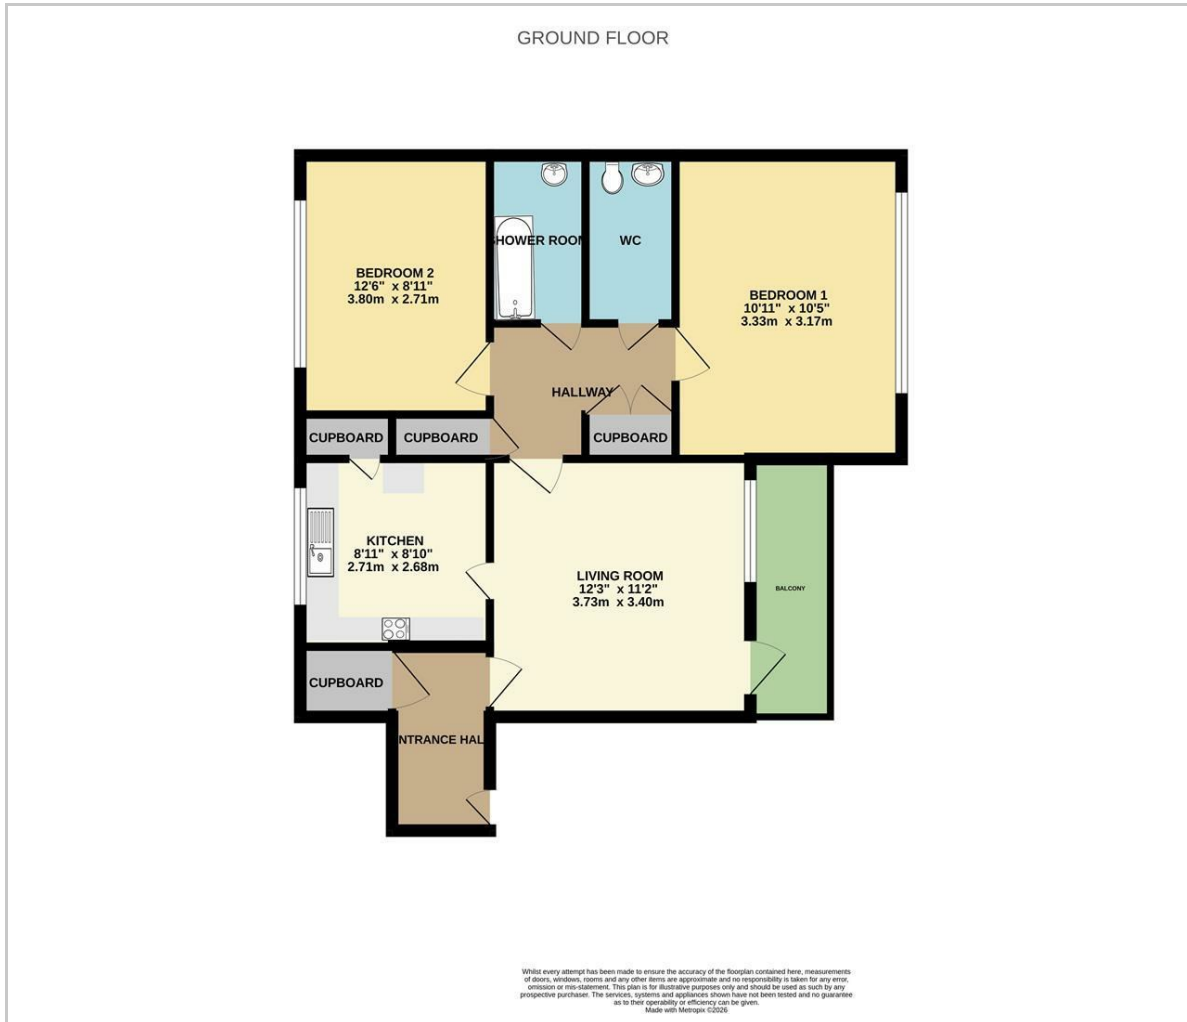 GROUND FLOOR
SHOWER ROOM
WC
BEDROOM 2
12'6" x 8'11"
3.80m x 2.71m
BEDROOM 1
10'11" x 10'5"
3.33m x 3.17m
HALLWAY
CUPBOARD
CUPBOARD
CUPBOARD
KITCHEN
8'11" x 8'10"
2.71m x 2.68m
LIVING ROOM
12'3" x 11'2"
3.73m x 3.40m
BALCONY
CUPBOARD
ENTRANCE HALL
Whilst every attempt has been made to ensure the accuracy of the floorplan contained here, measurements
of doors, windows, rooms and any other items are approximate and no responsibility is taken for any error,
omission or mis-statement. This plan is for illustrative purposes only and should be used as such by any
prospective purchaser. The services, systems and appliances shown have not been tested and no guarantee
as to their operability or efficiency can be given.
Made with Metropix ©2026